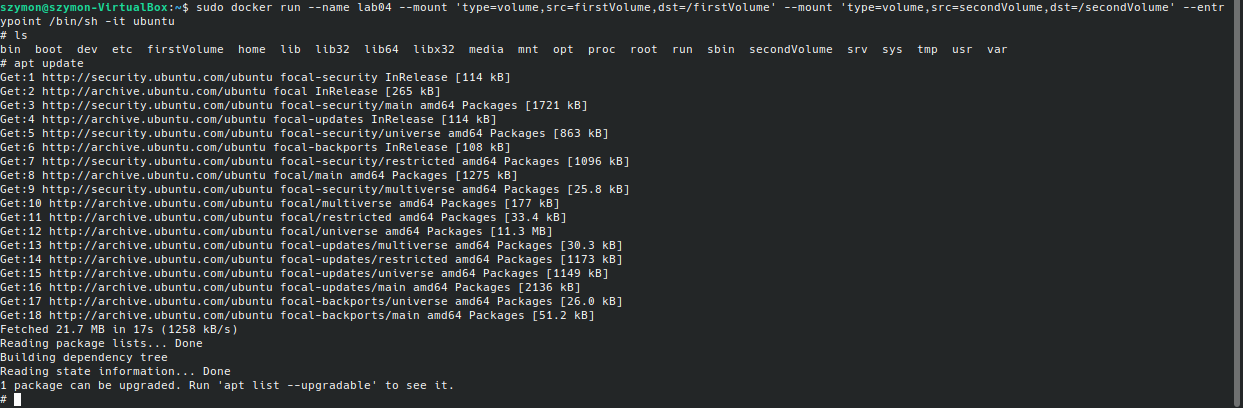 szymon@szymon-VirtualBox:~$ sudo docker run --name lab04 --mount 'type=volume,src=firstVolume,dst=/firstVolume' --mount 'type=volume,src=secondVolume,dst=/secondVolume' --entr
ypoint /bin/sh -it ubuntu
# ls
bin  boot  dev  etc  firstVolume  home  lib  lib32  lib64  libx32  media  mnt  opt  proc  root  run  sbin  secondVolume  srv  sys  tmp  usr  var
# apt update
Get:1 http://security.ubuntu.com/ubuntu focal-security InRelease [114 kB]
Get:2 http://archive.ubuntu.com/ubuntu focal InRelease [265 kB]
Get:3 http://security.ubuntu.com/ubuntu focal-security/main amd64 Packages [1721 kB]
Get:4 http://archive.ubuntu.com/ubuntu focal-updates InRelease [114 kB]
Get:5 http://security.ubuntu.com/ubuntu focal-security/universe amd64 Packages [863 kB]
Get:6 http://archive.ubuntu.com/ubuntu focal-backports InRelease [108 kB]
Get:7 http://security.ubuntu.com/ubuntu focal-security/restricted amd64 Packages [1096 kB]
Get:8 http://archive.ubuntu.com/ubuntu focal/main amd64 Packages [1275 kB]
Get:9 http://security.ubuntu.com/ubuntu focal-security/multiverse amd64 Packages [25.8 kB]
Get:10 http://archive.ubuntu.com/ubuntu focal/multiverse amd64 Packages [177 kB]
Get:11 http://archive.ubuntu.com/ubuntu focal/restricted amd64 Packages [33.4 kB]
Get:12 http://archive.ubuntu.com/ubuntu focal/universe amd64 Packages [11.3 MB]
Get:13 http://archive.ubuntu.com/ubuntu focal-updates/multiverse amd64 Packages [30.3 kB]
Get:14 http://archive.ubuntu.com/ubuntu focal-updates/restricted amd64 Packages [1173 kB]
Get:15 http://archive.ubuntu.com/ubuntu focal-updates/universe amd64 Packages [1149 kB]
Get:16 http://archive.ubuntu.com/ubuntu focal-updates/main amd64 Packages [2136 kB]
Get:17 http://archive.ubuntu.com/ubuntu focal-backports/universe amd64 Packages [26.0 kB]
Get:18 http://archive.ubuntu.com/ubuntu focal-backports/main amd64 Packages [51.2 kB]
Fetched 21.7 MB in 17s (1258 kB/s)
Reading package lists... Done
Building dependency tree
Reading state information... Done
1 package can be upgraded. Run 'apt list --upgradable' to see it.
#